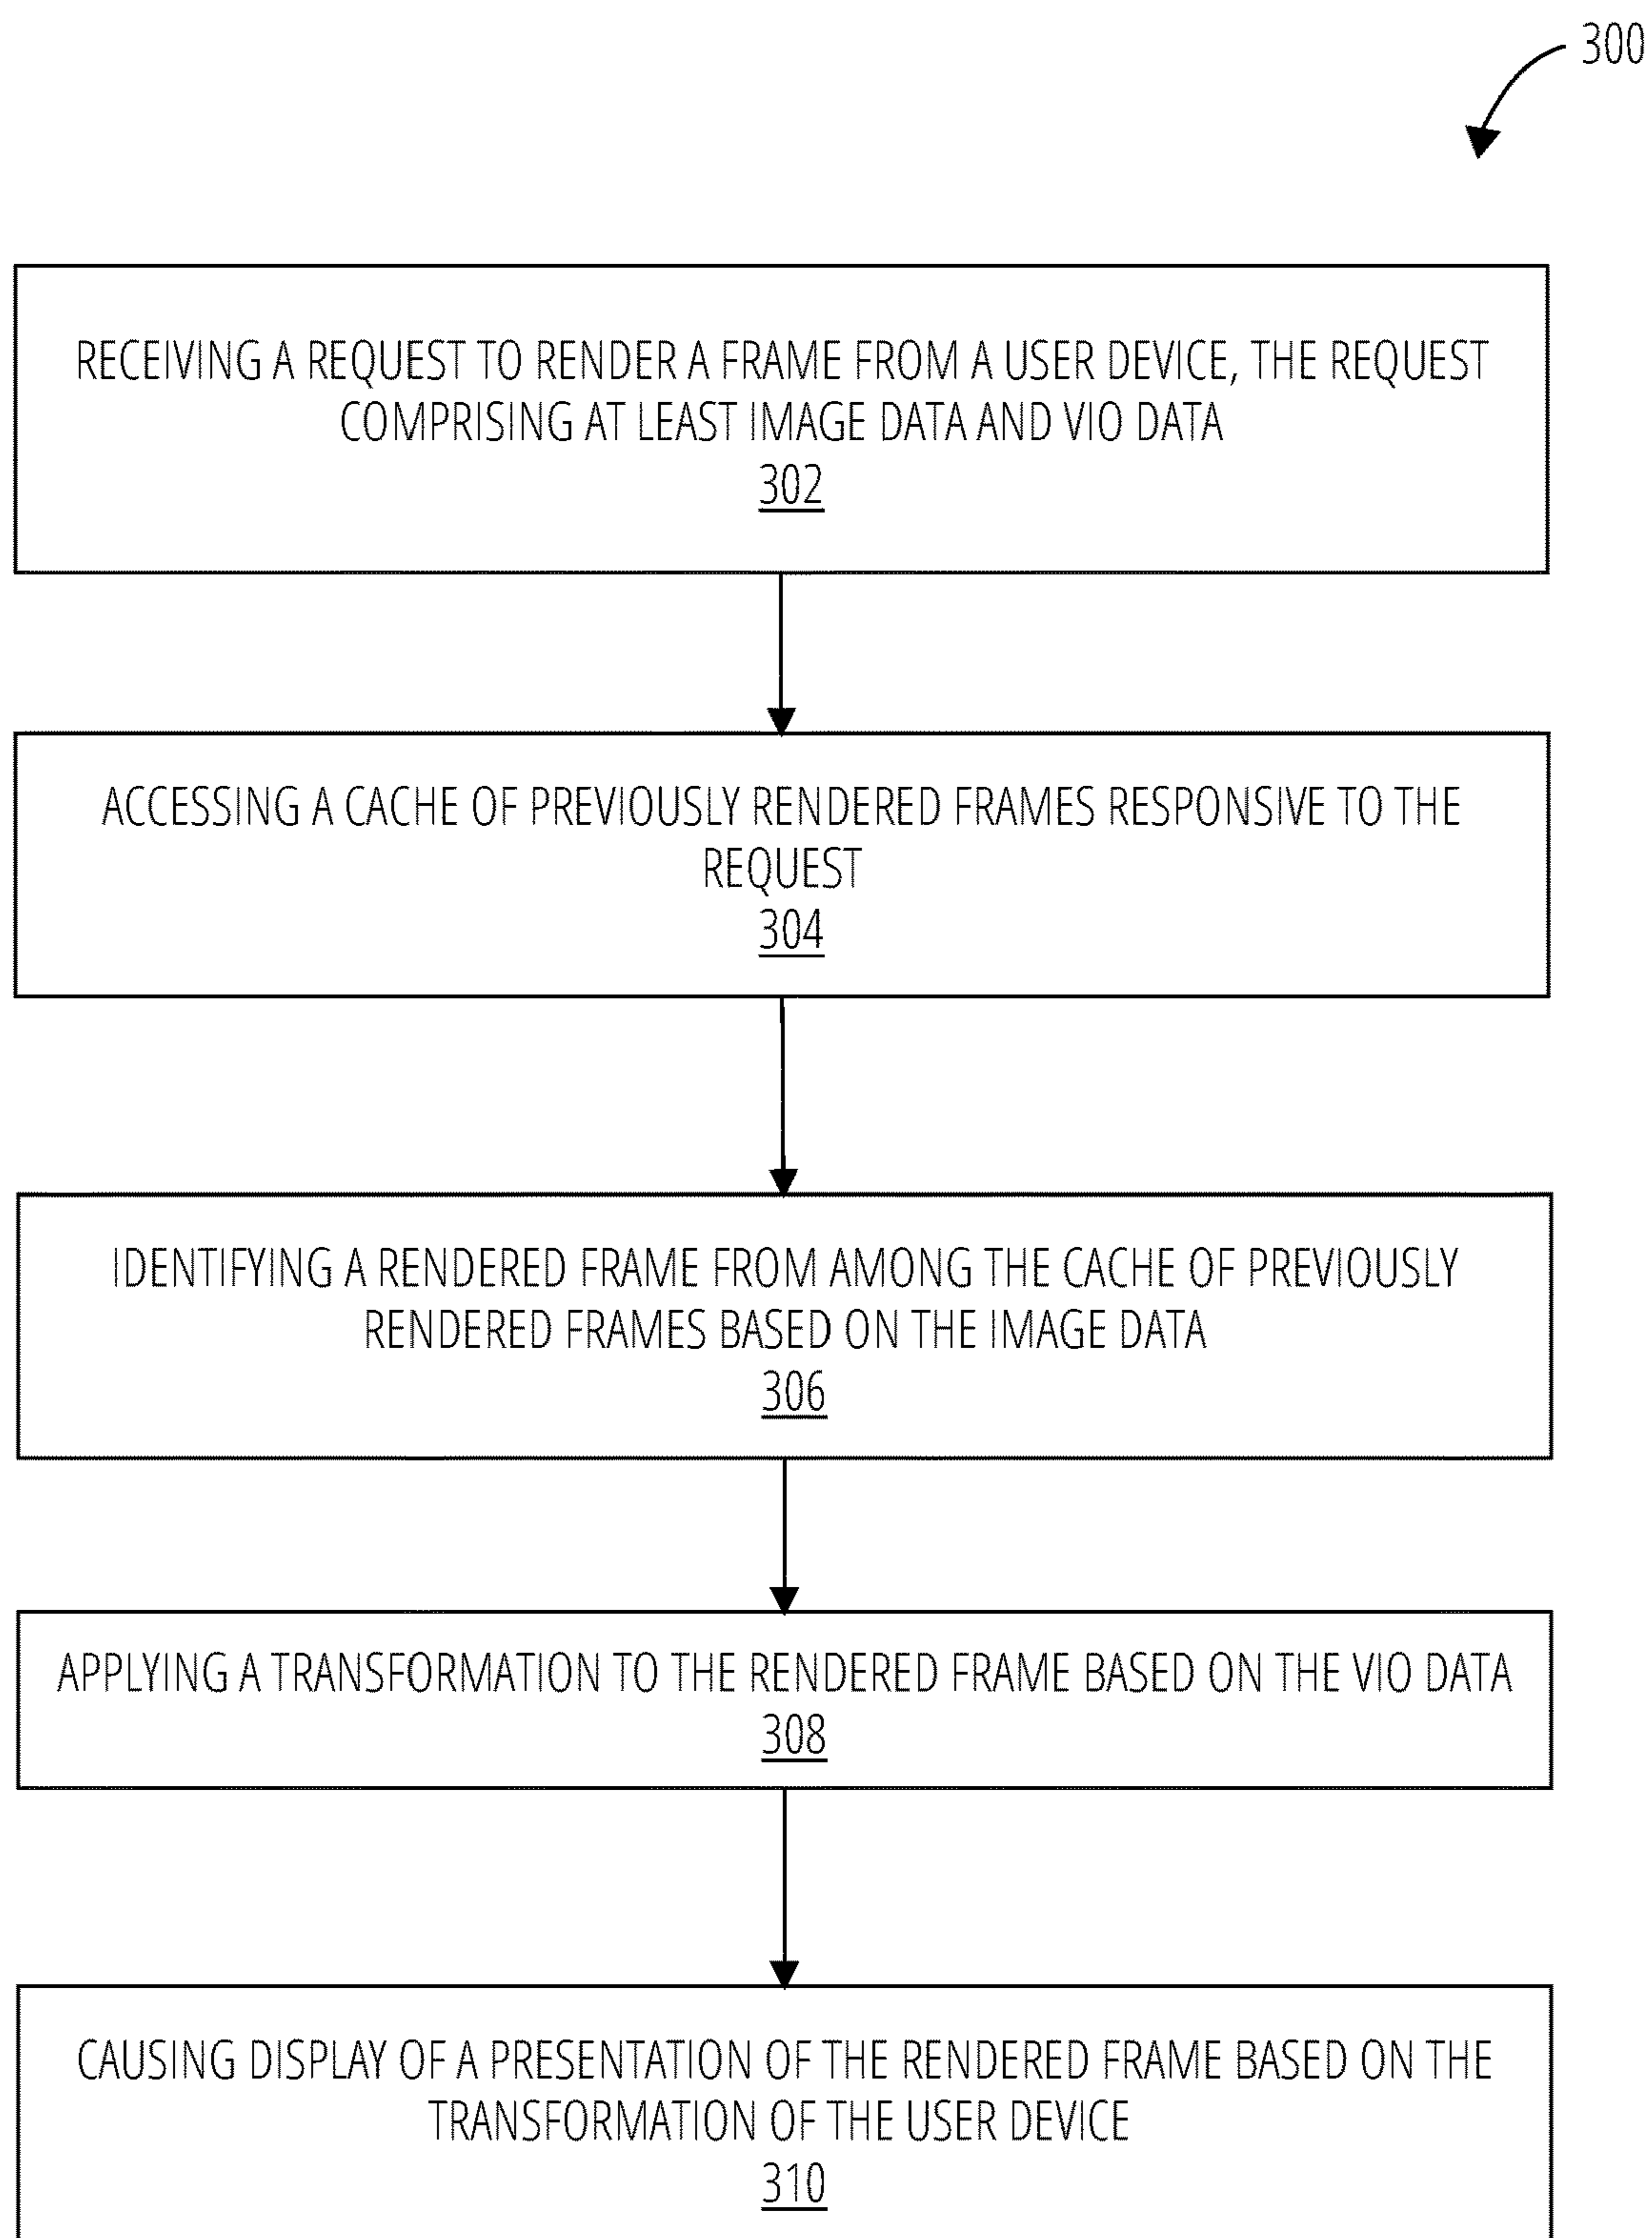 300
RECEIVING A REQUEST TO RENDER A FRAME FROM A USER DEVICE, THE REQUEST
COMPRISING AT LEAST IMAGE DATA AND VIO DATA
302
ACCESSING A CACHE OF PREVIOUSLY RENDERED FRAMES RESPONSIVE TO THE
REQUEST
304
IDENTIFYING A RENDERED FRAME FROM AMONG THE CACHE OF PREVIOUSLY
RENDERED FRAMES BASED ON THE IMAGE DATA
306
APPLYING A TRANSFORMATION TO THE RENDERED FRAME BASED ON THE VIO DATA
308
CAUSING DISPLAY OF A PRESENTATION OF THE RENDERED FRAME BASED ON THE
TRANSFORMATION OF THE USER DEVICE
310